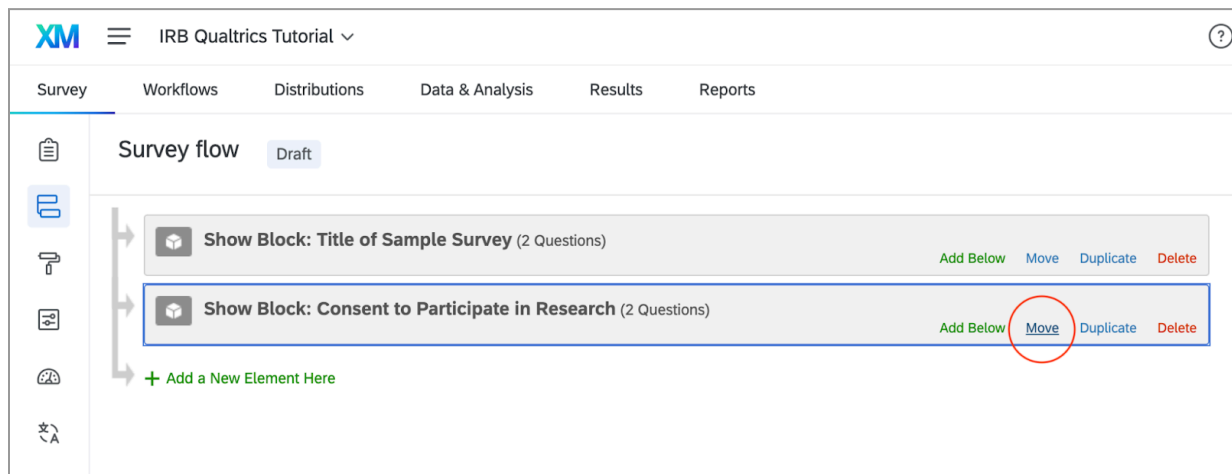 XM IRB Qualtrics Tutorial ?
Survey Workflows Distributions Data & Analysis Results Reports
Survey flow Draft
Show Block: Title of Sample Survey (2 Questions)
Add Below Move Duplicate Delete
Show Block: Consent to Participate in Research (2 Questions)
Add Below Move Duplicate Delete
+ Add a New Element Here
文A